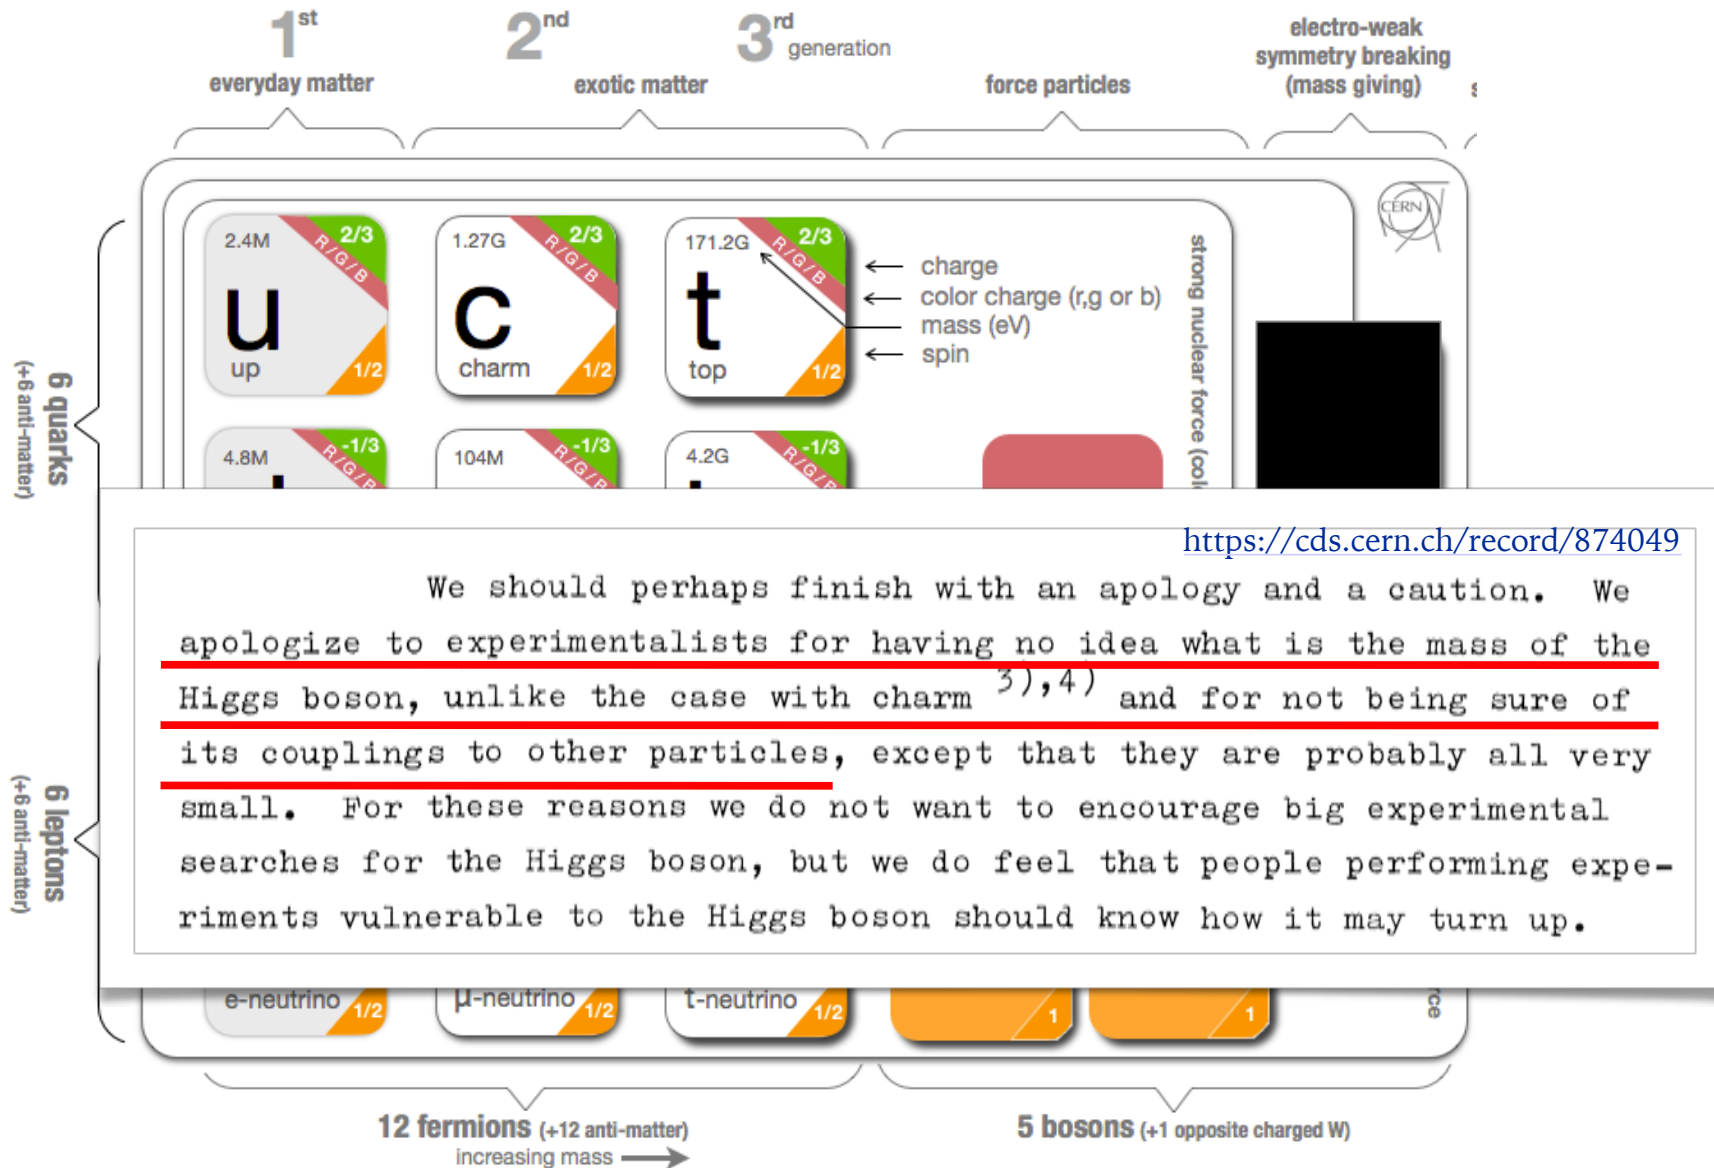 1st
2nd
3rd generation
everyday matter
exotic matter
force particles
electro-weak
symmetry breaking
(mass giving)
s
CERN
6 quarks
(+6 anti-matter)
2.4M
R/G/B
2/3
u
up
1/2
1.27G
R/G/B
2/3
c
charm
1/2
171.2G
R/G/B
2/3
t
top
1/2
charge
color charge (r,g or b)
mass (eV)
spin
strong nuclear force (col
4.8M
R/G/B
-1/3
104M
R/G/B
-1/3
4.2G
R/G/B
-1/3
https://cds.cern.ch/record/874049
We should perhaps finish with an apology and a caution. We
apologize to experimentalists for having no idea what is the mass of the
Higgs boson, unlike the case with charm 3),4) and for not being sure of
its couplings to other particles, except that they are probably all very
small. For these reasons we do not want to encourage big experimental
searches for the Higgs boson, but we do feel that people performing expe-
riments vulnerable to the Higgs boson should know how it may turn up.
6 leptons
(+6 anti-matter)
e-neutrino
1/2
μ-neutrino
1/2
t-neutrino
1/2
1
1
rce
12 fermions (+12 anti-matter)
increasing mass
5 bosons (+1 opposite charged W)